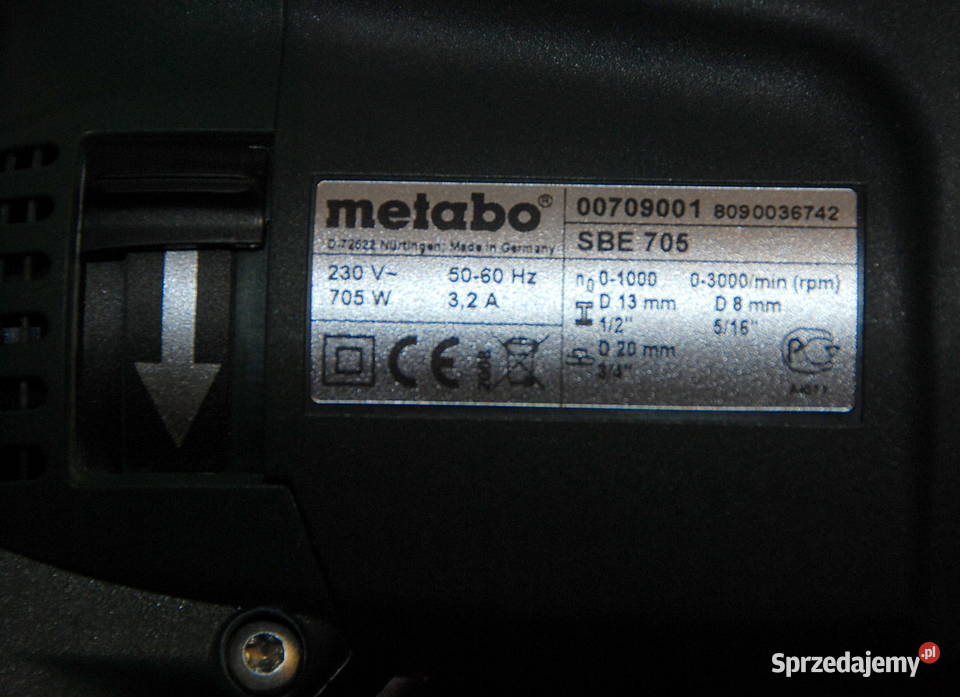 metabo®
D-72622 Nürtingen; Made in Germany
230 V~ 50-60 Hz
705 W 3,2 A
CE 2008
00709001 8090036742
SBE 705
n₀ 0-1000 0-3000/min (rpm)
D 13 mm D 8 mm
1/2" 5/16"
D 20 mm
3/4"
Sprzedajemy.pl